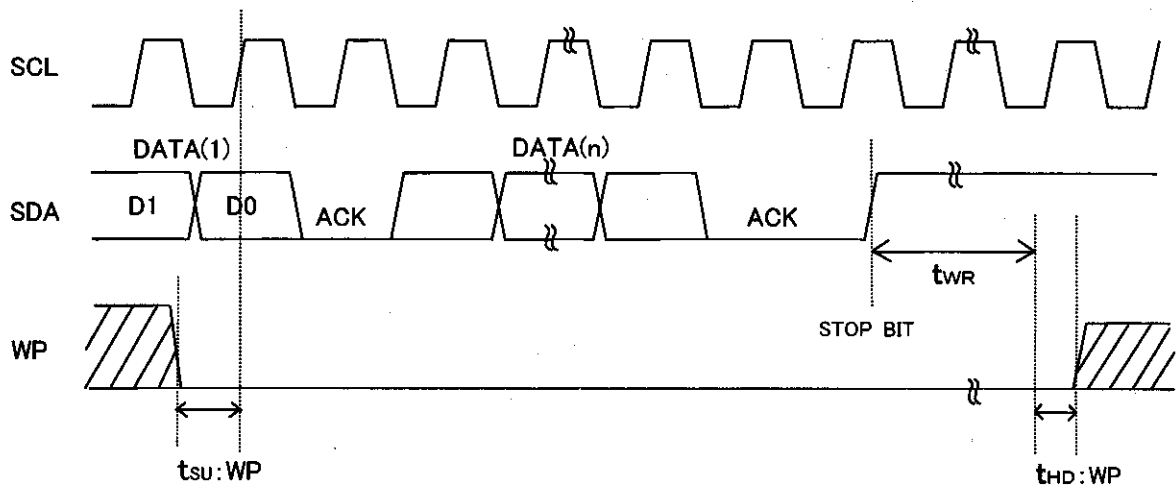 SCL
DATA(1) DATA(n)
SDA D1 D0 ACK ACK
tWR
STOP BIT
WP
tSU:WP tHD:WP